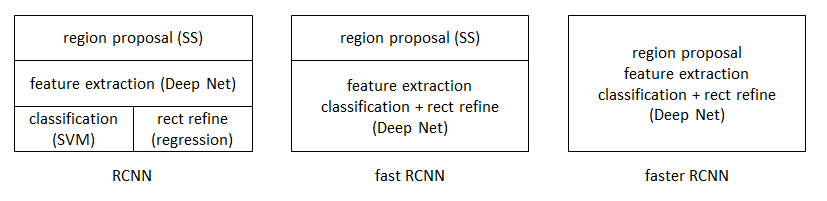 region proposal (SS)
feature extraction (Deep Net)
classification
(SVM)
rect refine
(regression)
RCNN
region proposal (SS)
feature extraction
classification + rect refine
(Deep Net)
fast RCNN
region proposal
feature extraction
classification + rect refine
(Deep Net)
faster RCNN